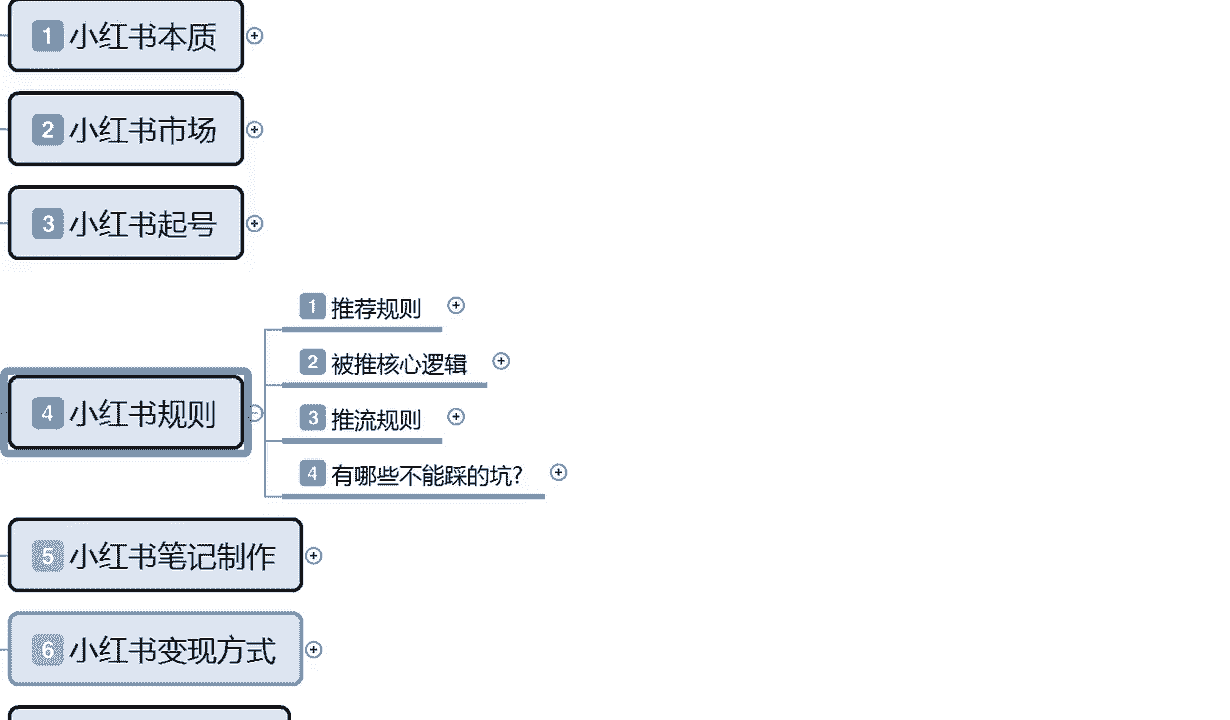 1 小红书本质
2 小红书市场
3 小红书起号
1 推荐规则
2 被推核心逻辑
4 小红书规则
3 推流规则
4 有哪些不能踩的坑?
5 小红书笔记制作
6 小红书变现方式